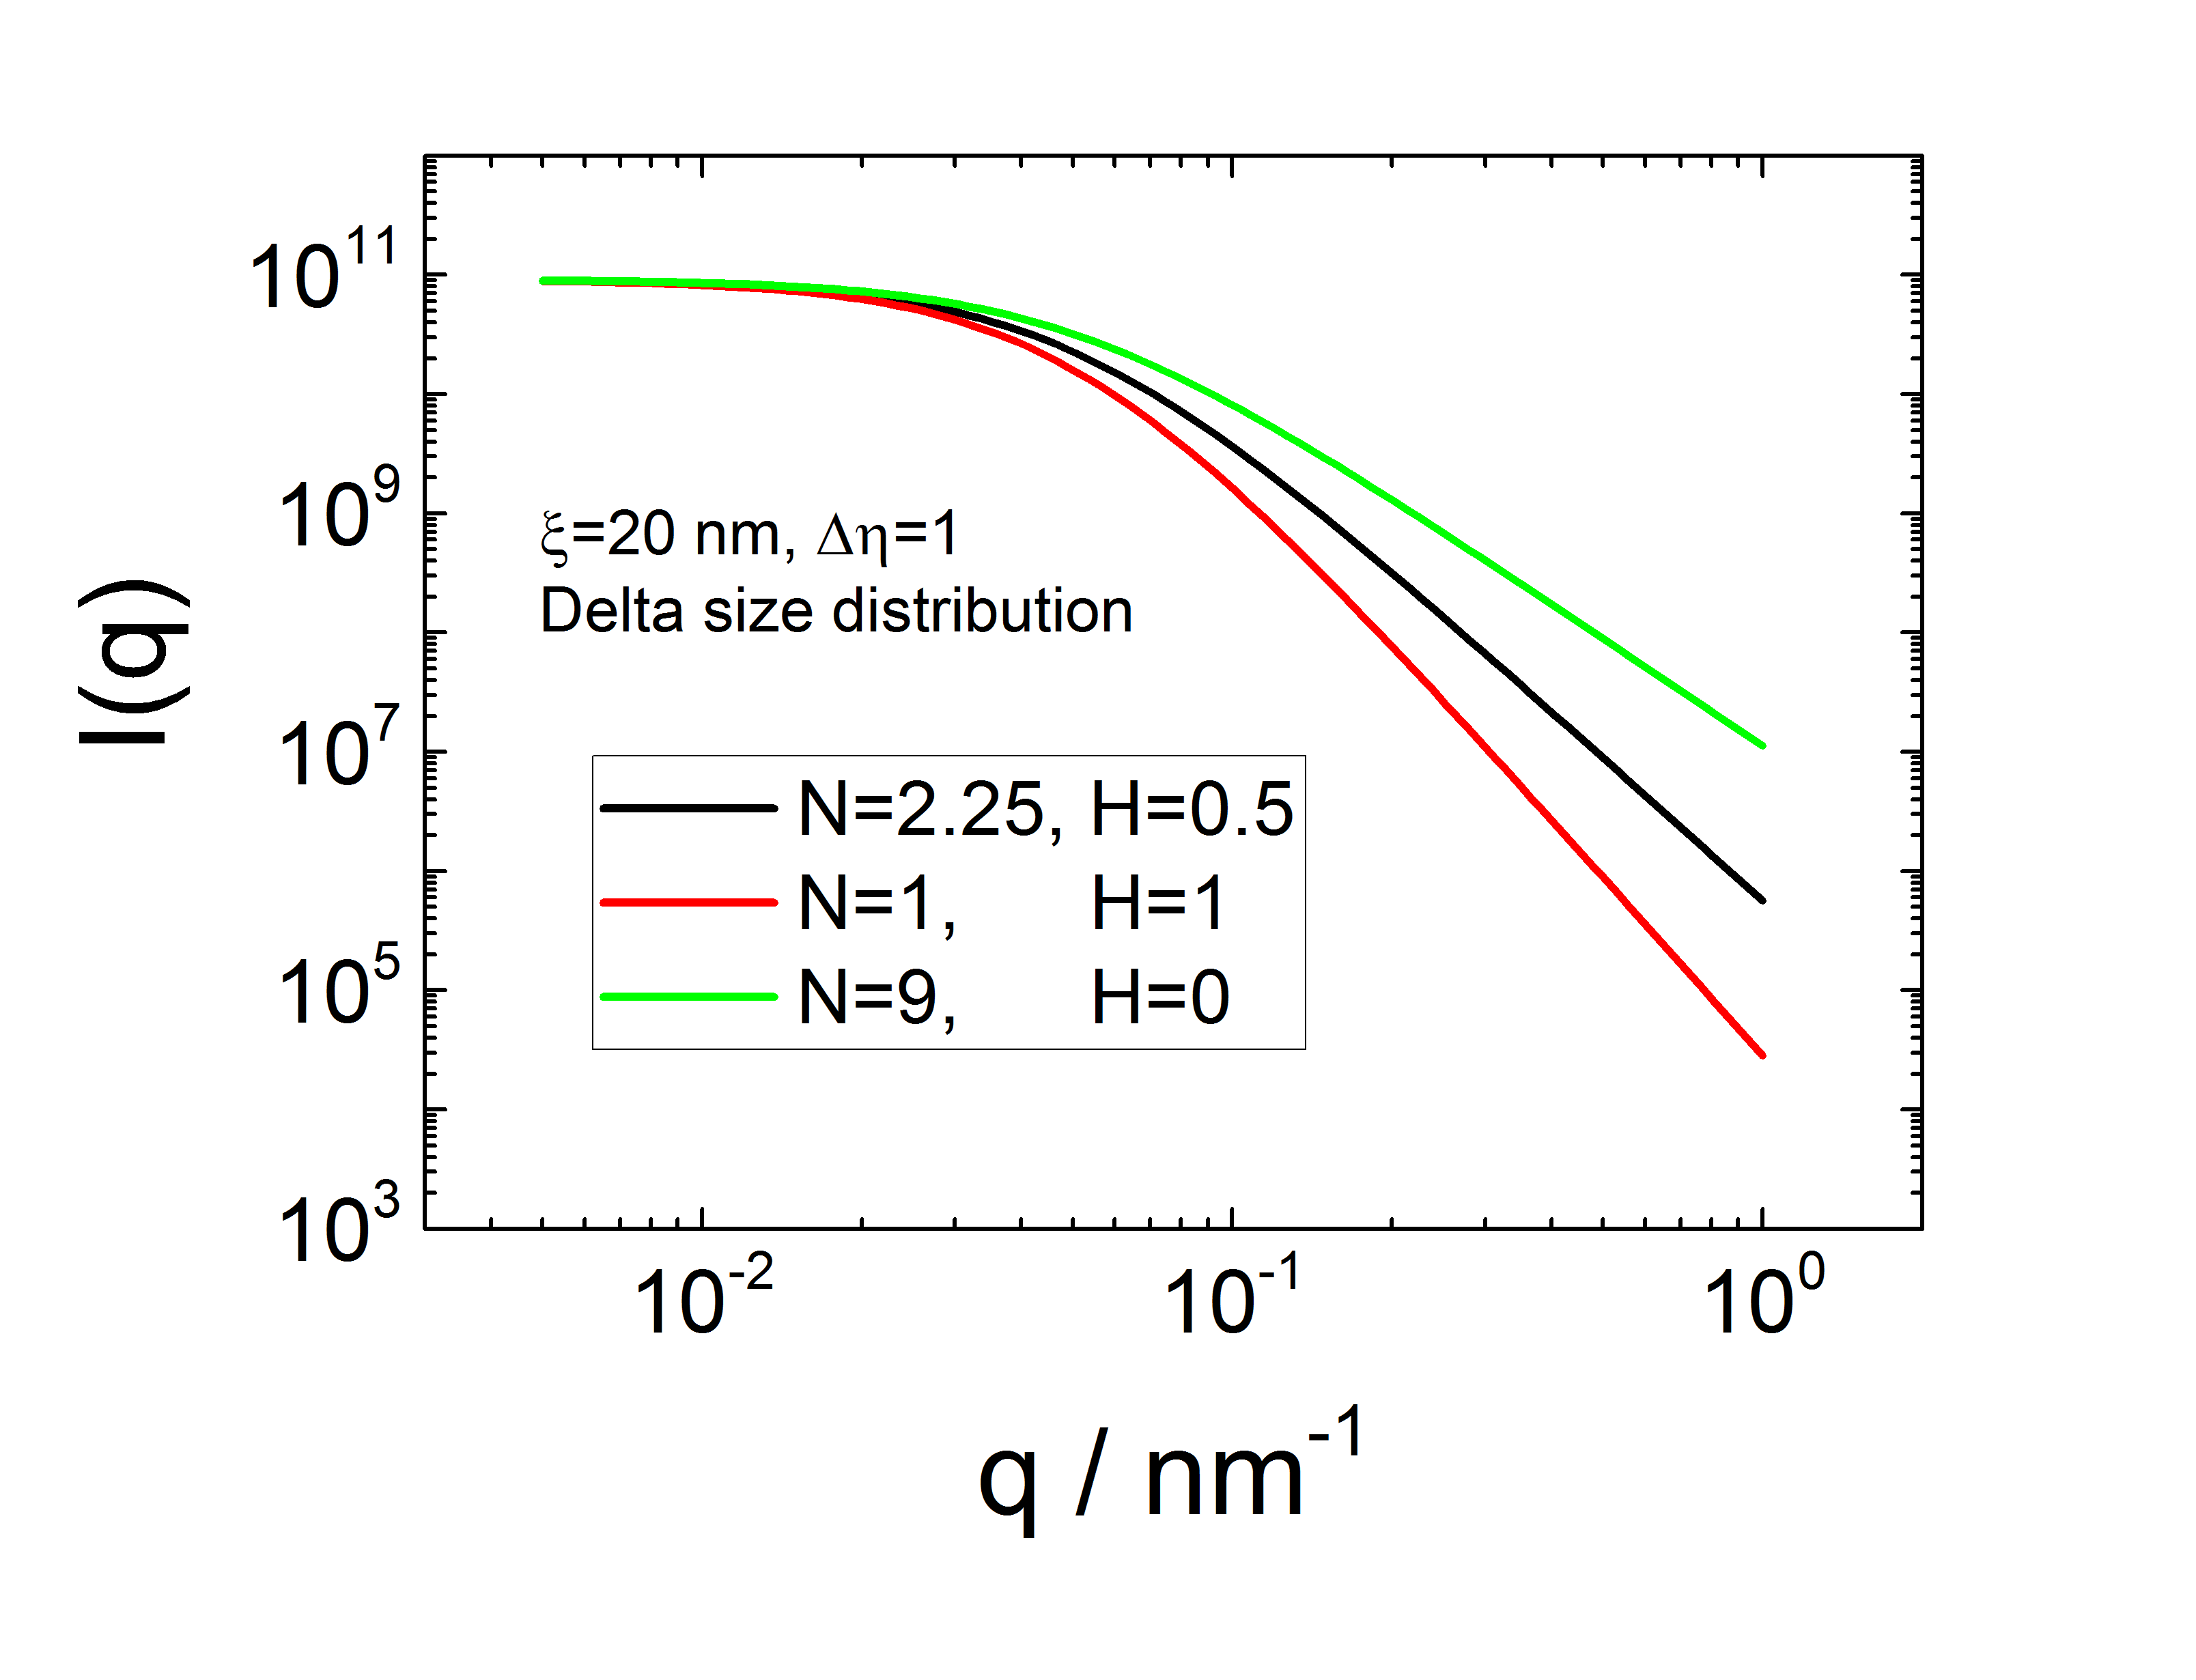 10^11
10^9
10^7
10^5
10^3
I(q)
ξ=20 nm, Δη=1
Delta size distribution
N=2.25, H=0.5
N=1, H=1
N=9, H=0
10^-2 10^-1 10^0
q / nm^-1